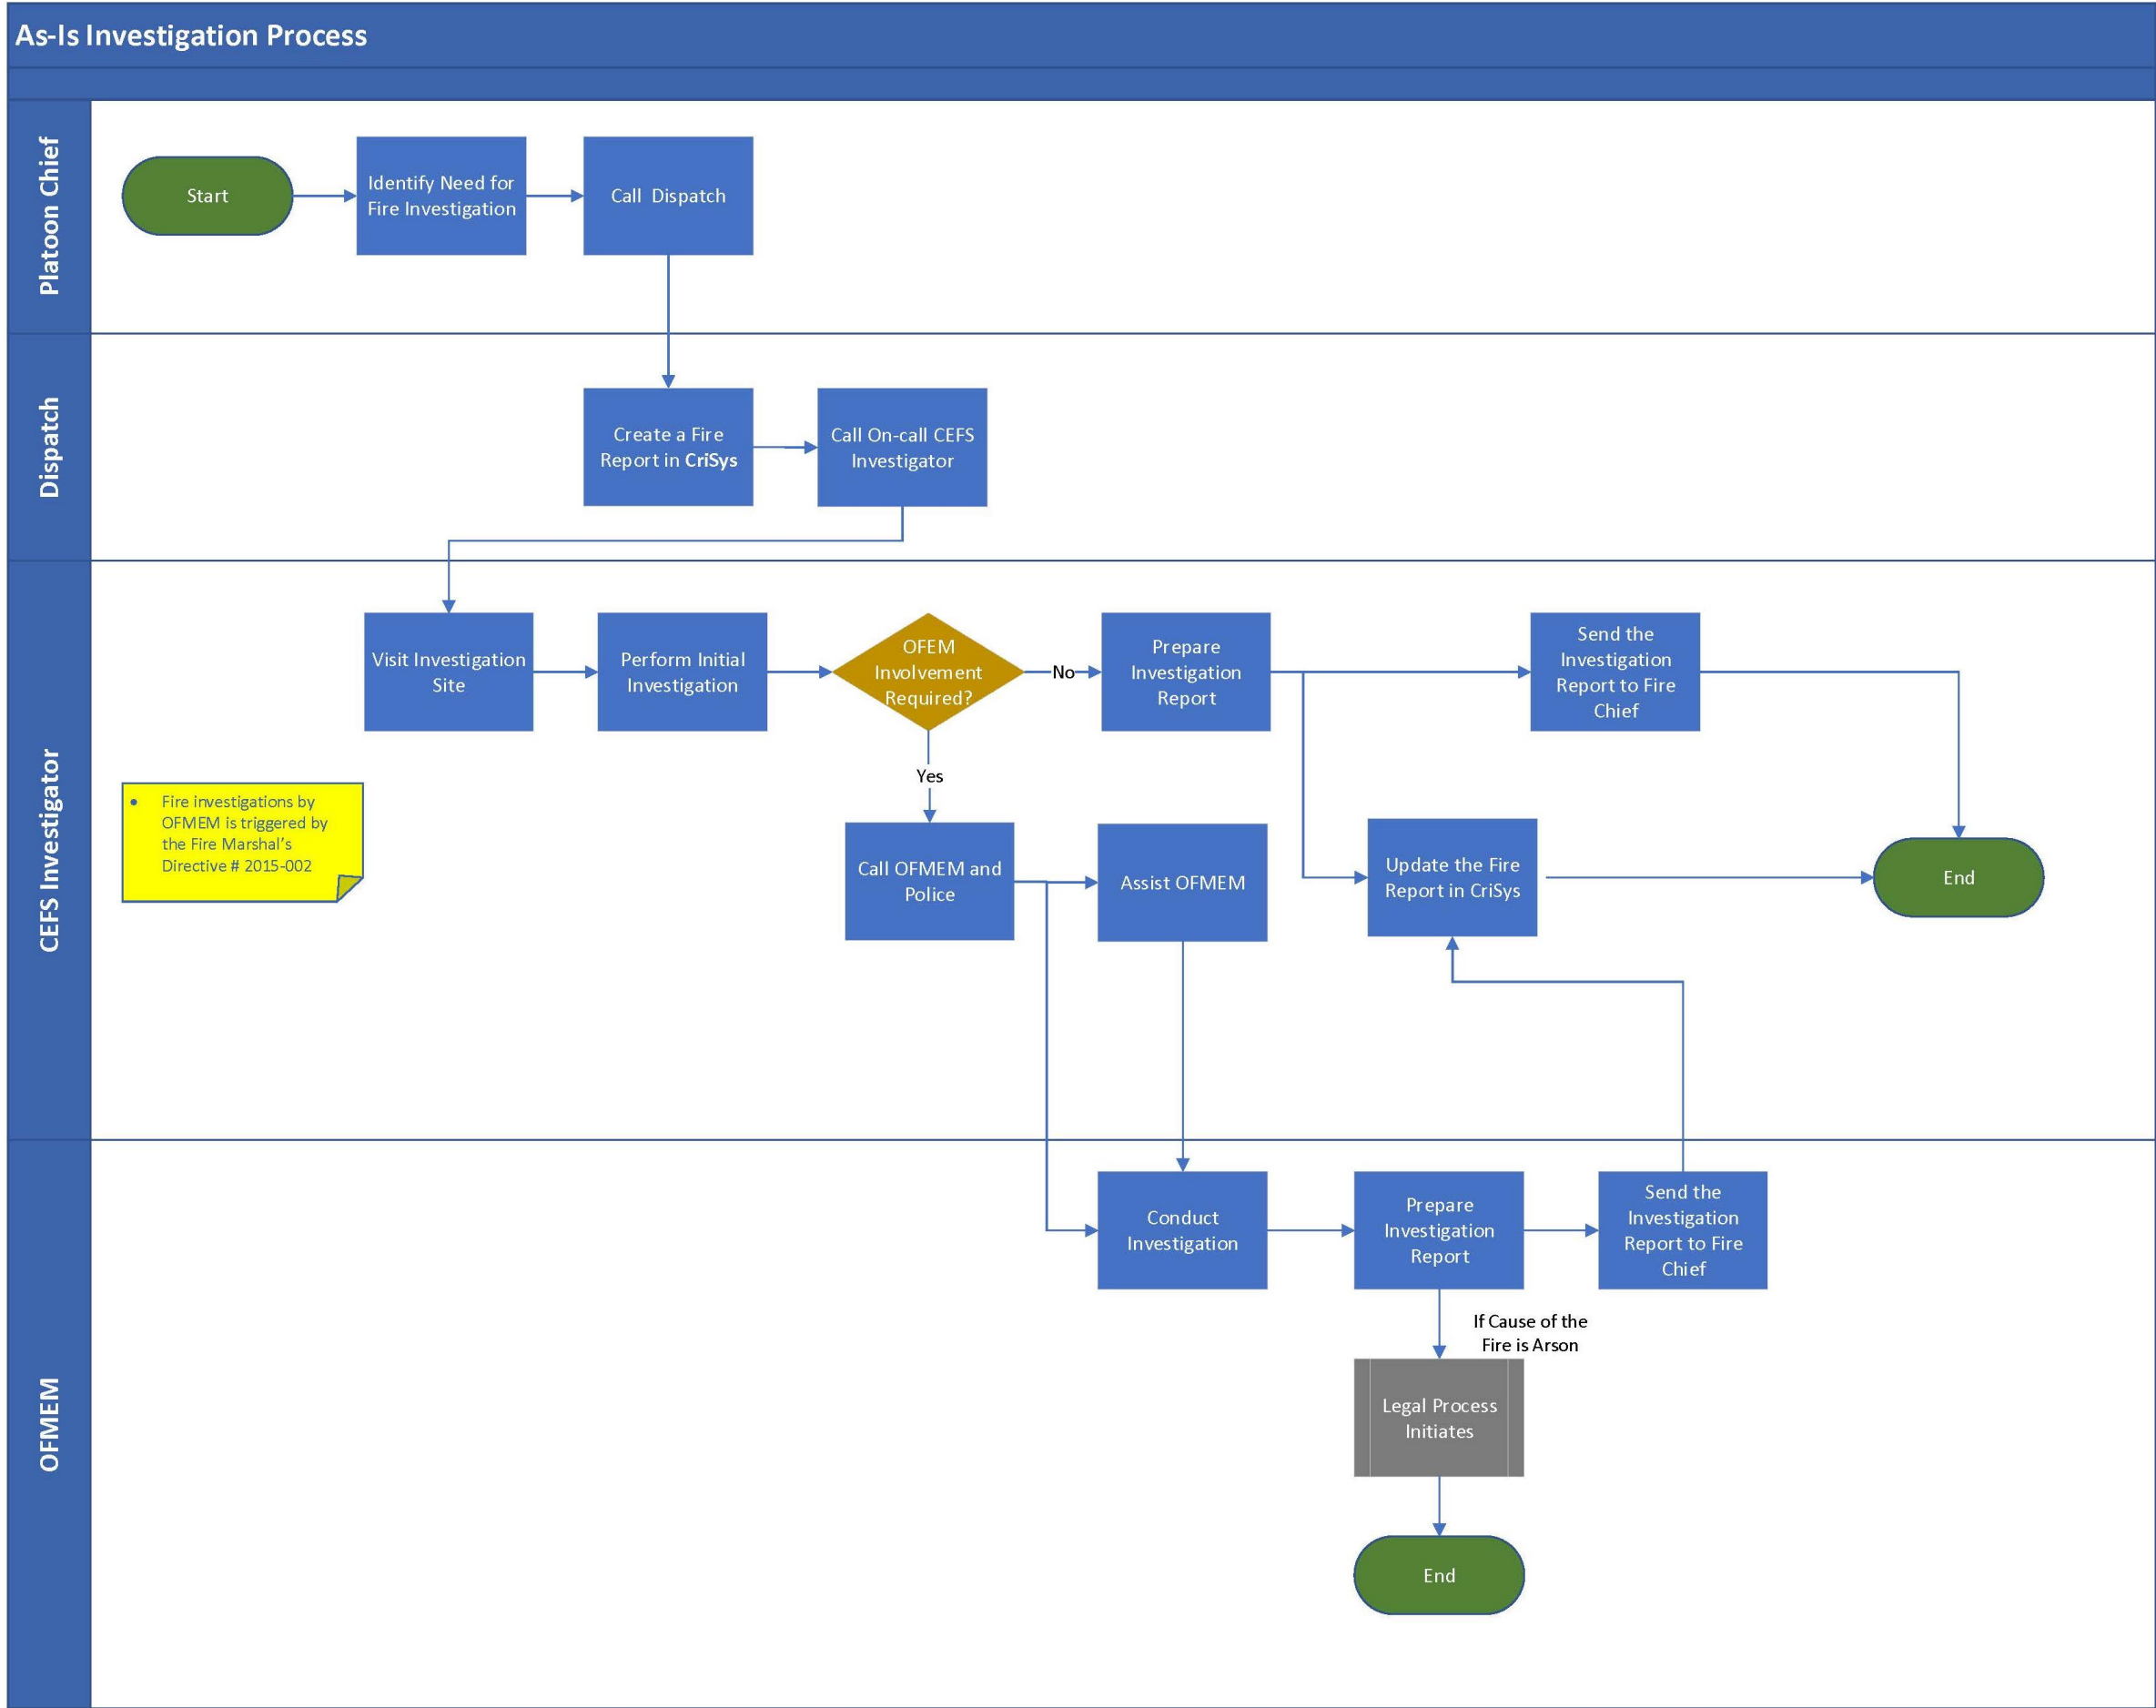 As-Is Investigation Process
Platoon Chief
Start
Identify Need for
Fire Investigation
Call Dispatch
Dispatch
Create a Fire
Report in CriSys
Call On-call CEFS
Investigator
CEFS Investigator
Visit Investigation
Site
Perform Initial
Investigation
OFEM
Involvement
Required?
No
Prepare
Investigation
Report
Send the
Investigation
Report to Fire
Chief
Yes
• Fire investigations by
OFMEM is triggered by
the Fire Marshal's
Directive # 2015-002
Call OFMEM and
Police
Assist OFMEM
Update the Fire
Report in CriSys
End
OFMEM
Conduct
Investigation
Prepare
Investigation
Report
Send the
Investigation
Report to Fire
Chief
If Cause of the
Fire is Arson
Legal Process
Initiates
End